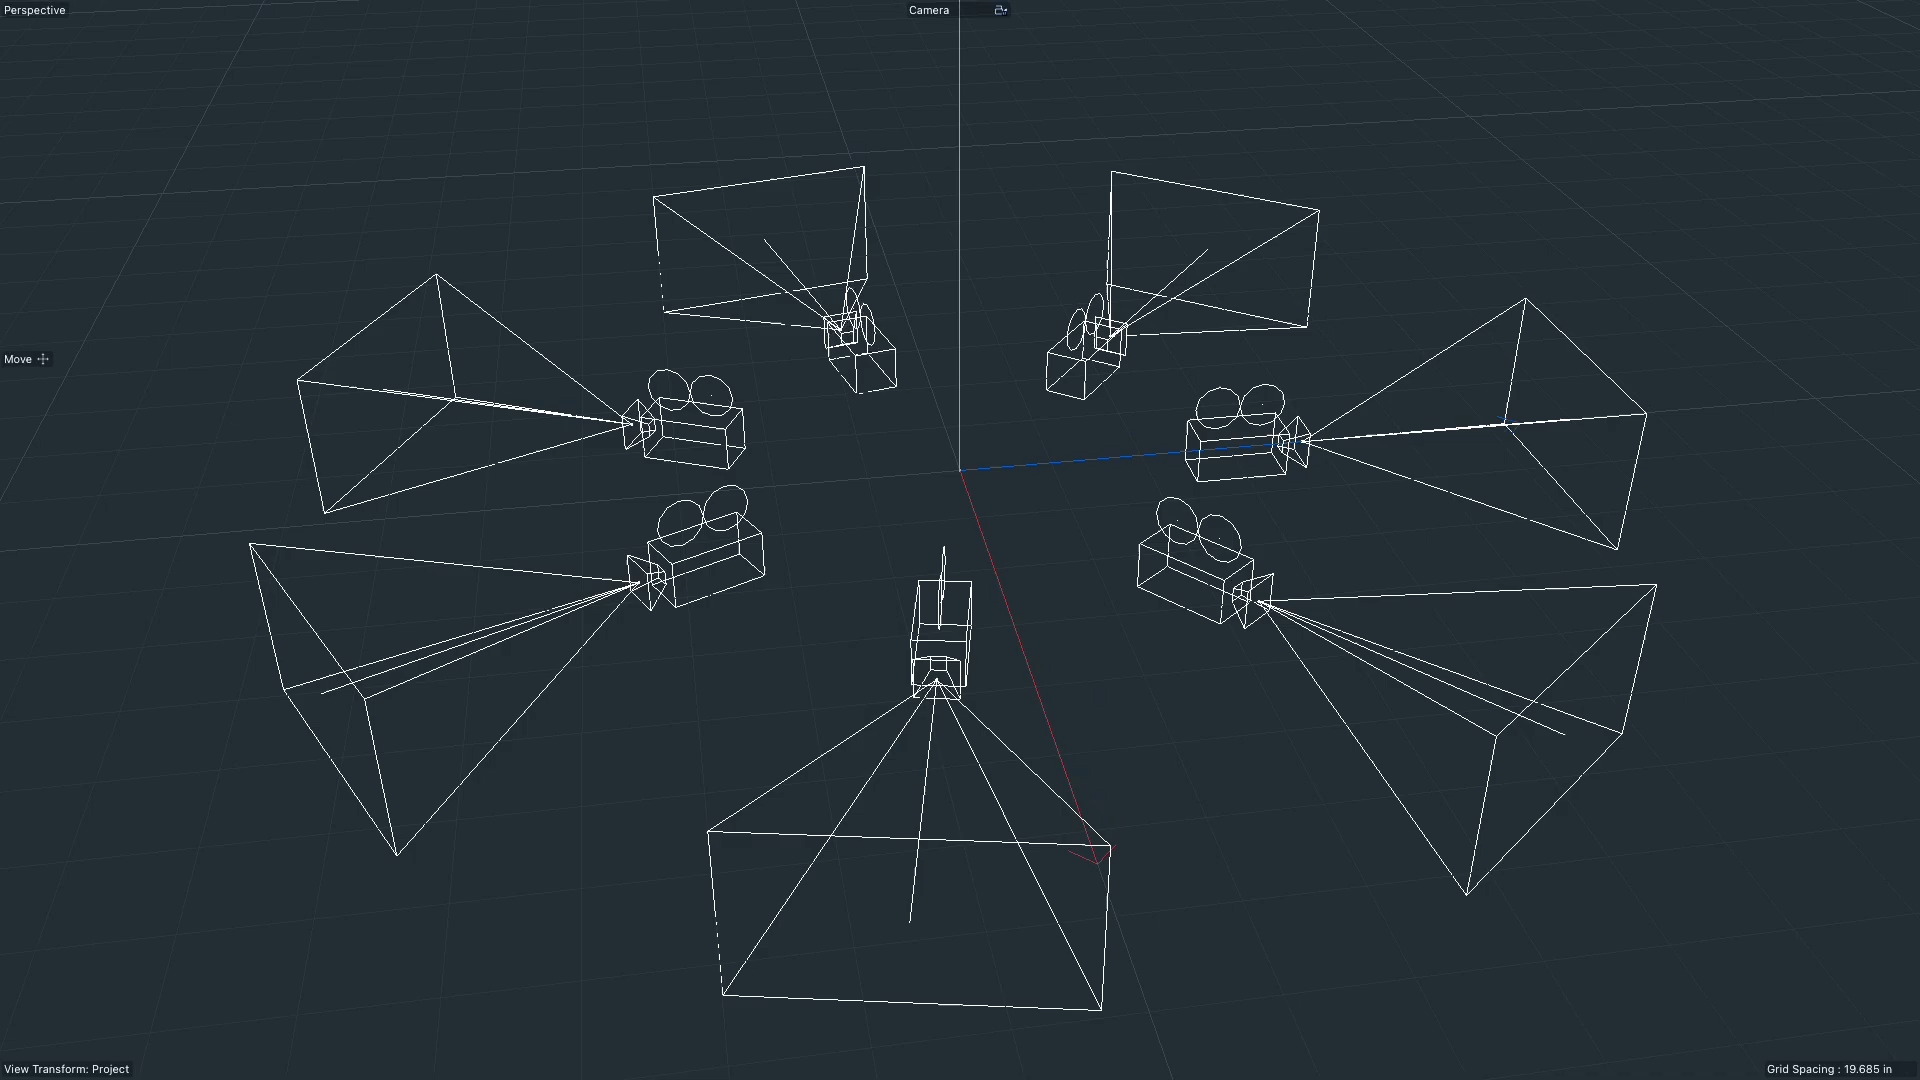 Perspective
Camera
Move
View Transform: Project
Grid Spacing : 19.685 in